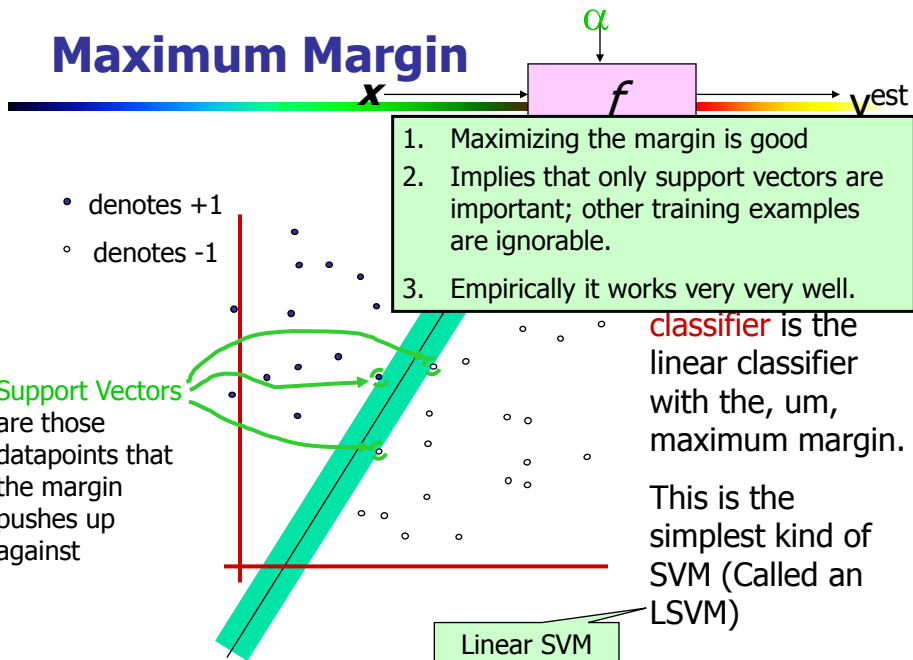 Maximum Margin
α
x
f
yest
1. Maximizing the margin is good
2. Implies that only support vectors are
important; other training examples
are ignorable.
3. Empirically it works very very well.
denotes +1
denotes -1
Support Vectors
are those
datapoints that
the margin
pushes up
against
classifier is the
linear classifier
with the, um,
maximum margin.
This is the
simplest kind of
SVM (Called an
LSVM)
Linear SVM